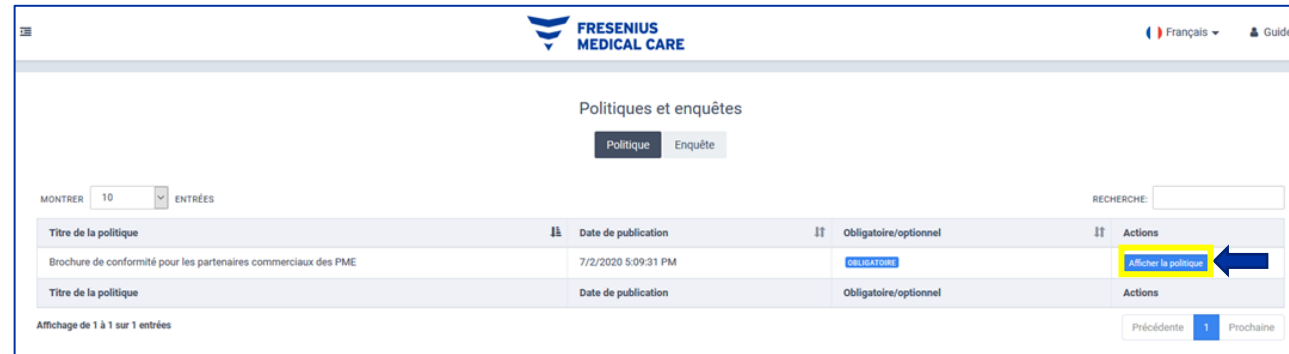 FRESENIUS
MEDICAL CARE
Français
Guide
Politiques et enquêtes
Politique Enquête
MONTRER 10 ENTRÉES
RECHERCHE:
Titre de la politique Date de publication Obligatoire/optionnel Actions
Brochure de conformité pour les partenaires commerciaux des PME 7/2/2020 5:09:31 PM OBLIGATOIRE Afficher la politique
Titre de la politique Date de publication Obligatoire/optionnel Actions
Affichage de 1 à 1 sur 1 entrées
Précédente 1 Prochaine